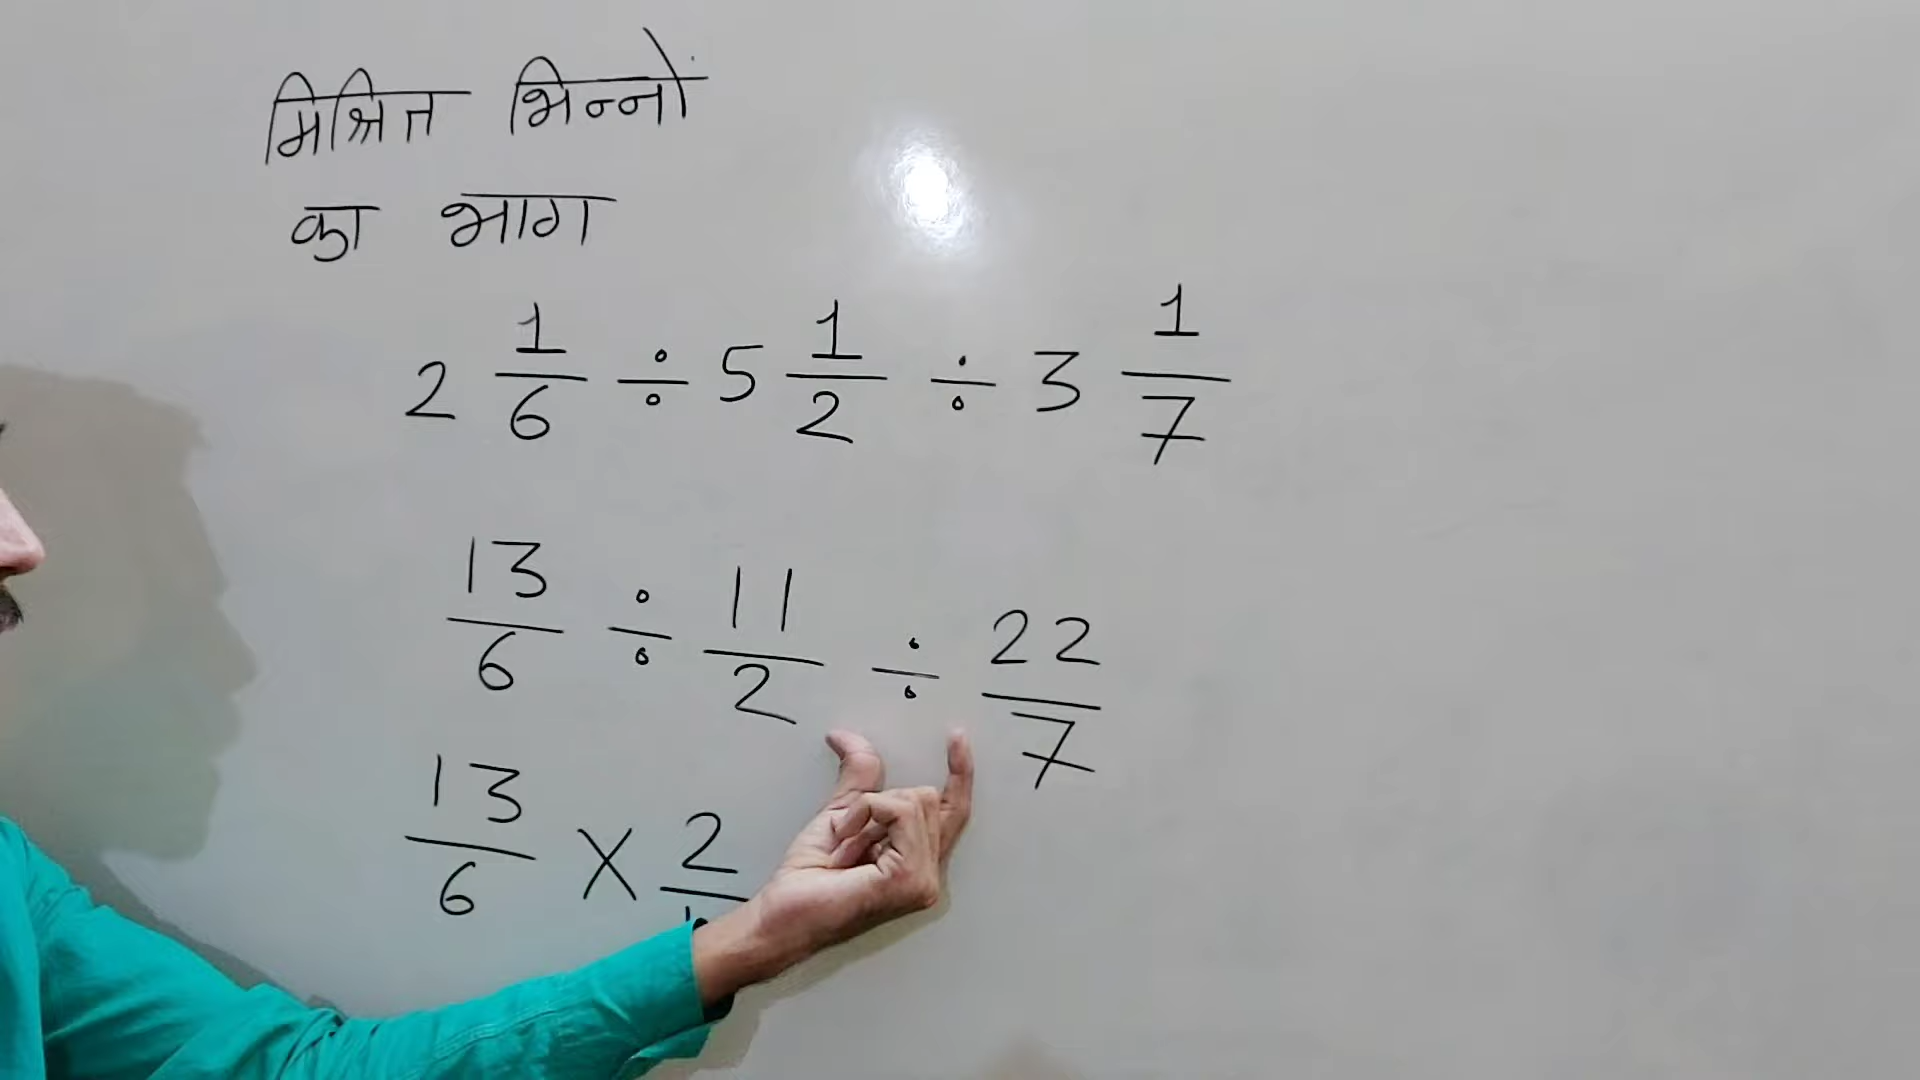 मिश्रित भिन्नों
का भाग
2 1/6 ÷ 5 1/2 ÷ 3 1/7
13/6 ÷ 11/2 ÷ 22/7
13/6 × 2/